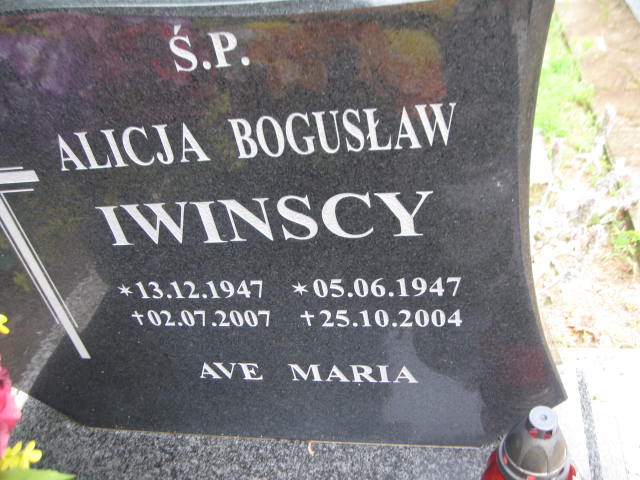 Ś.P.
ALICJA BOGUSŁAW
IWINSCY
*13.12.1947 *05.06.1947
†02.07.2007 †25.10.2004
AVE MARIA